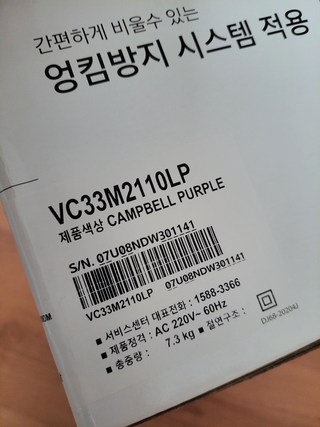 간편하게 비울수 있는
엉킴방지 시스템 적용
VC33M2110LP
제품색상 CAMPBELL PURPLE
S/N. 07U08NDW301141
VC33M2110LP 07U08NDW301141
■ 서비스센터 대표전화 : 1588-3366
■ 제품정격 : AC 220V~ 60Hz
■ 총중량 : 7.3 kg ■ 절연구조 :